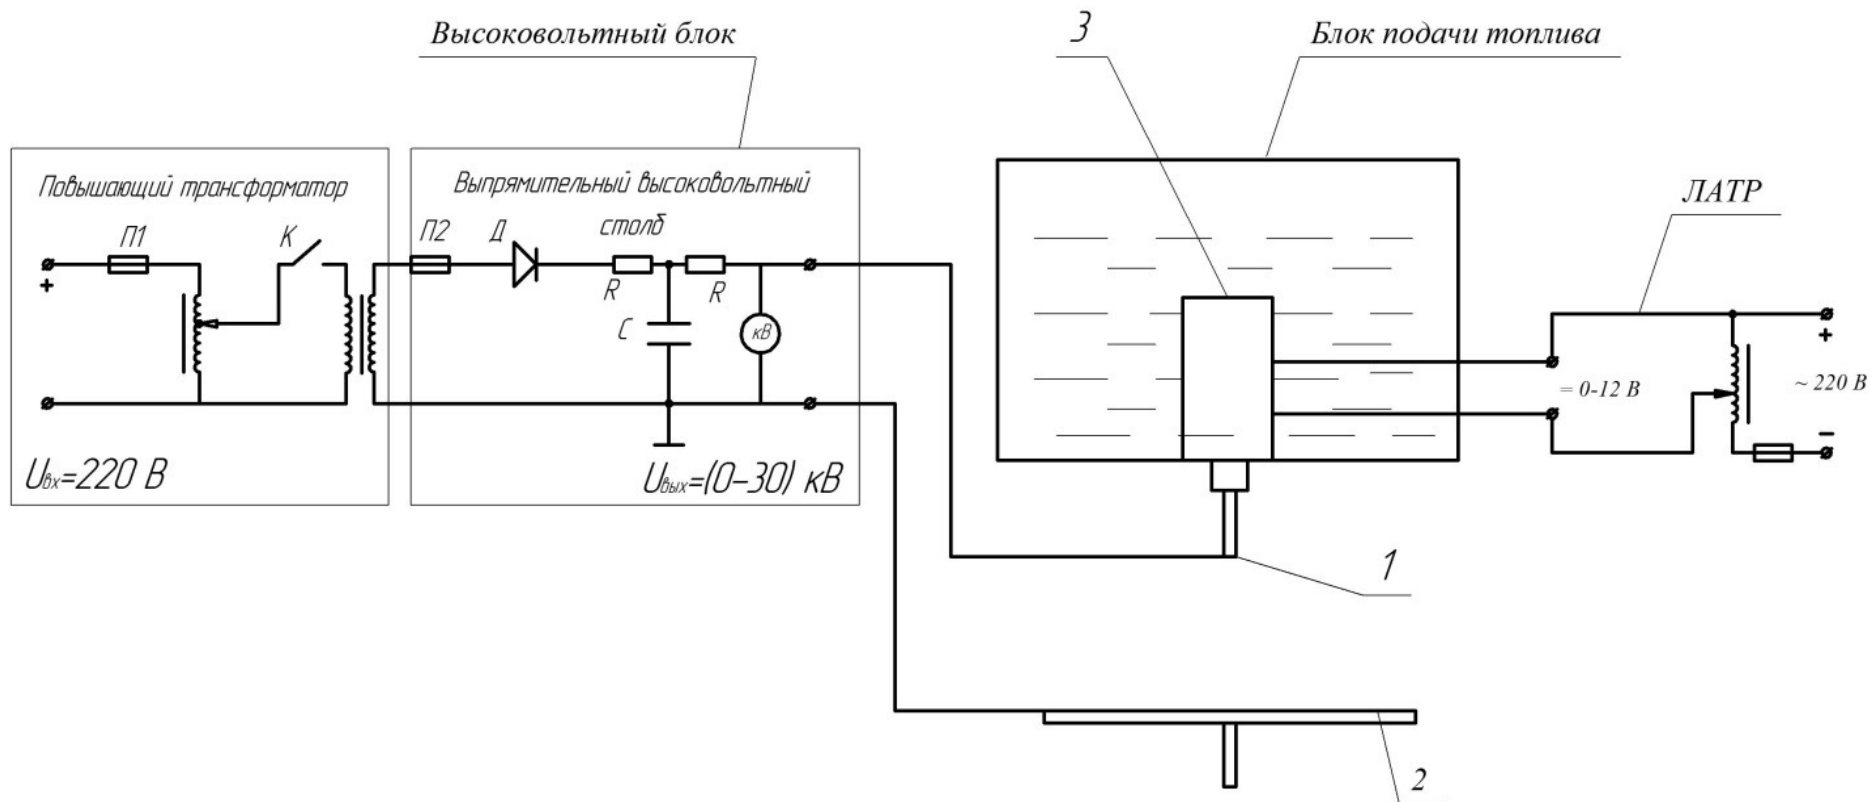 Высоковольтный блок
3
Блок подачи топлива
Повышающий трансформатор
Выпрямительный высоковольтный
столб
ЛАТР
П1
К
П2
Д
+
R
R
С
кВ
+
= 0-12 В
~ 220 В
−
Uвх=220 В
Uвых=(0-30) кВ
1
2